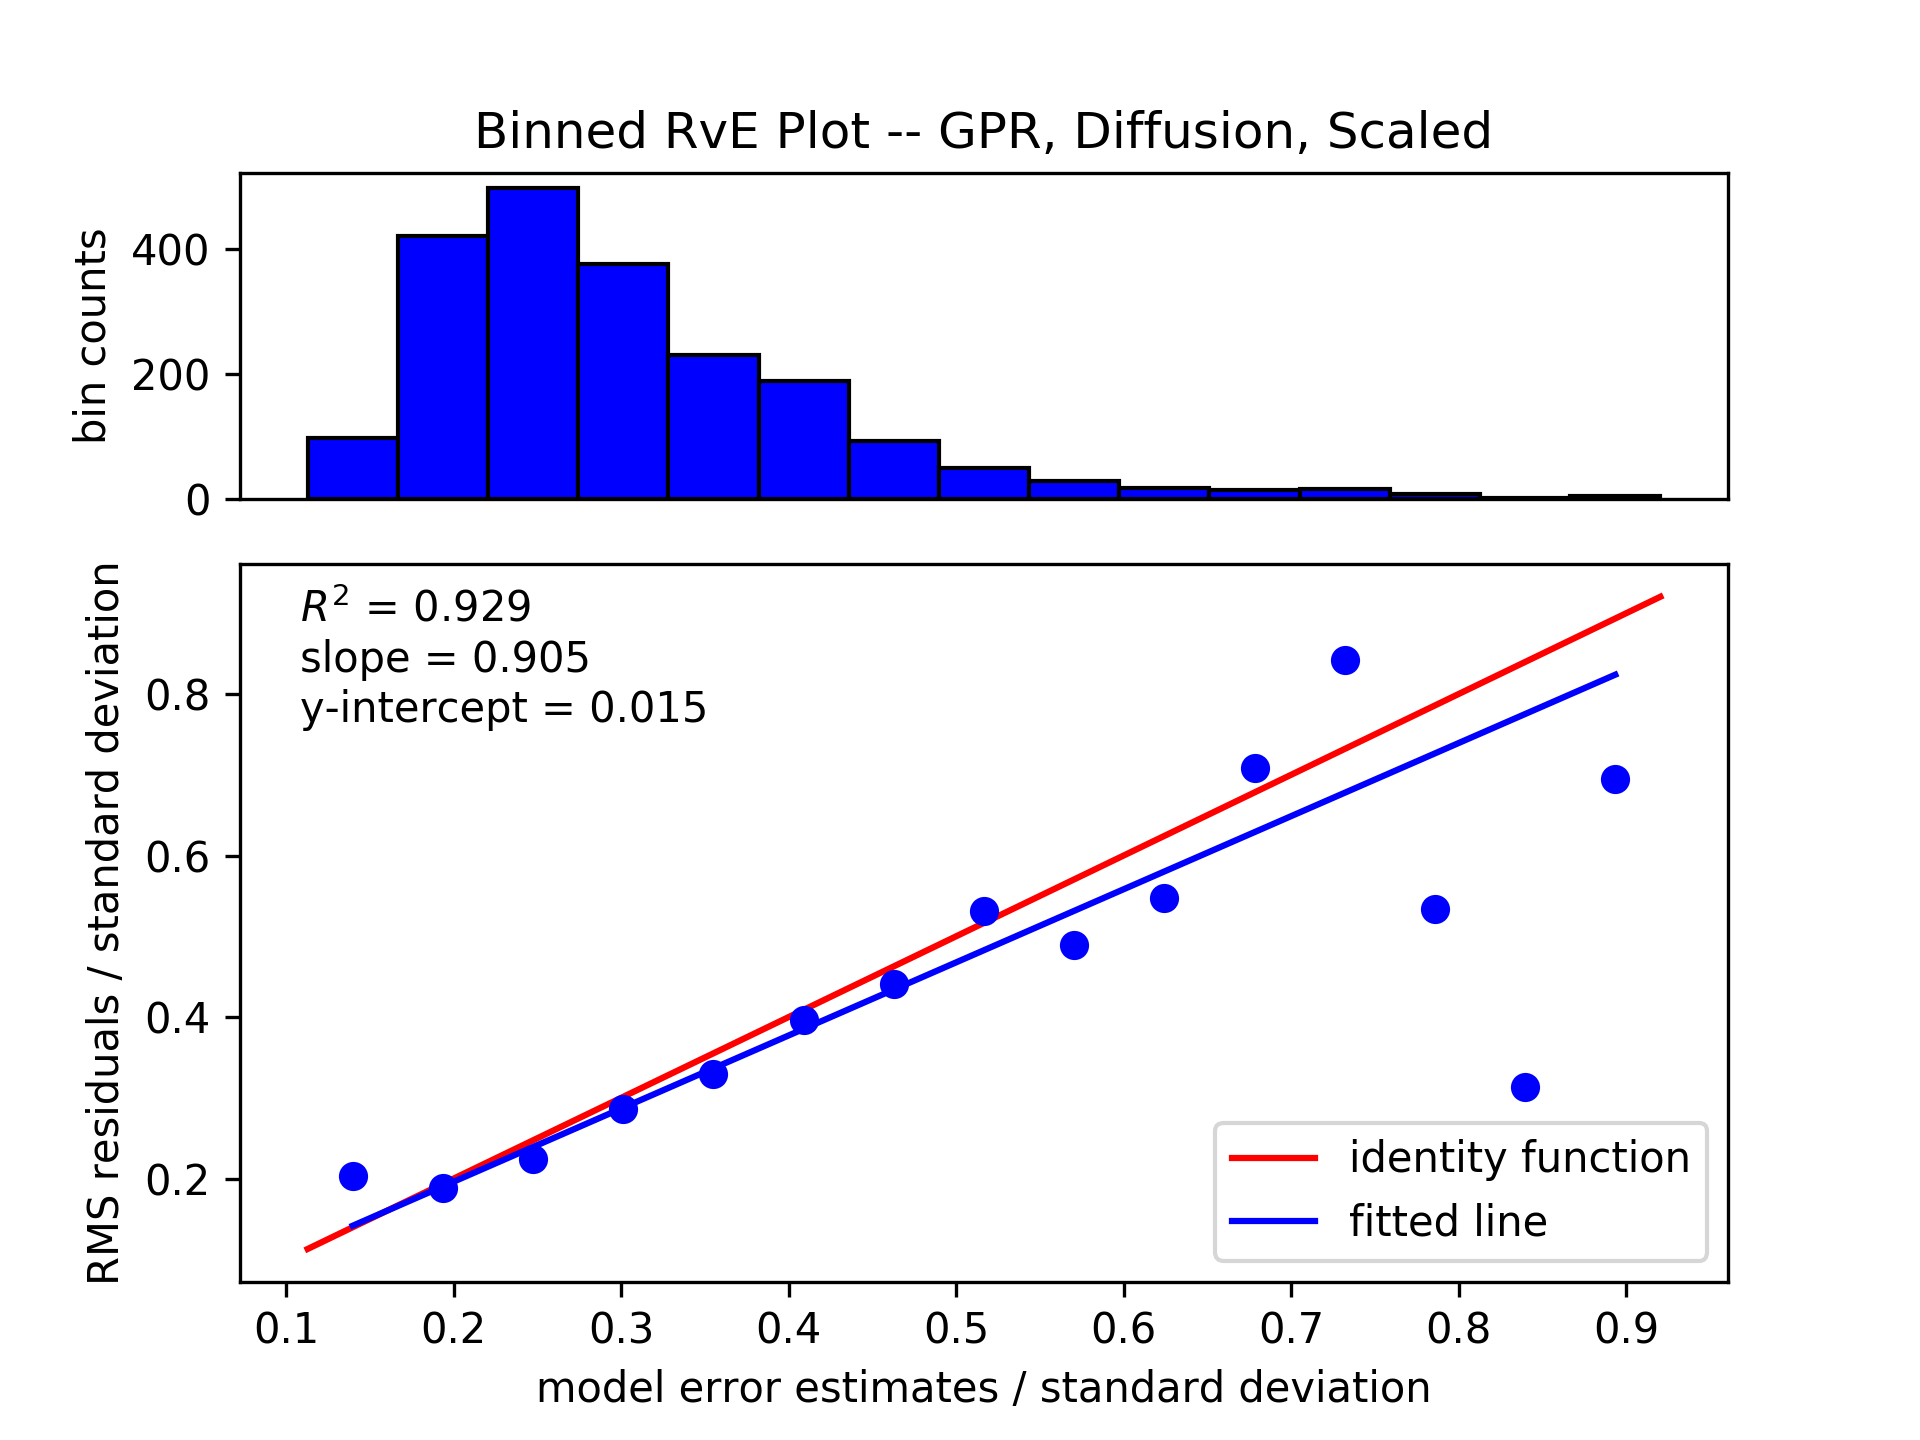 Binned RvE Plot -- GPR, Diffusion, Scaled
bin counts
400
200
0
RMS residuals / standard deviation
R² = 0.929
slope = 0.905
y-intercept = 0.015
0.8
0.6
0.4
0.2
identity function
fitted line
0.1 0.2 0.3 0.4 0.5 0.6 0.7 0.8 0.9
model error estimates / standard deviation